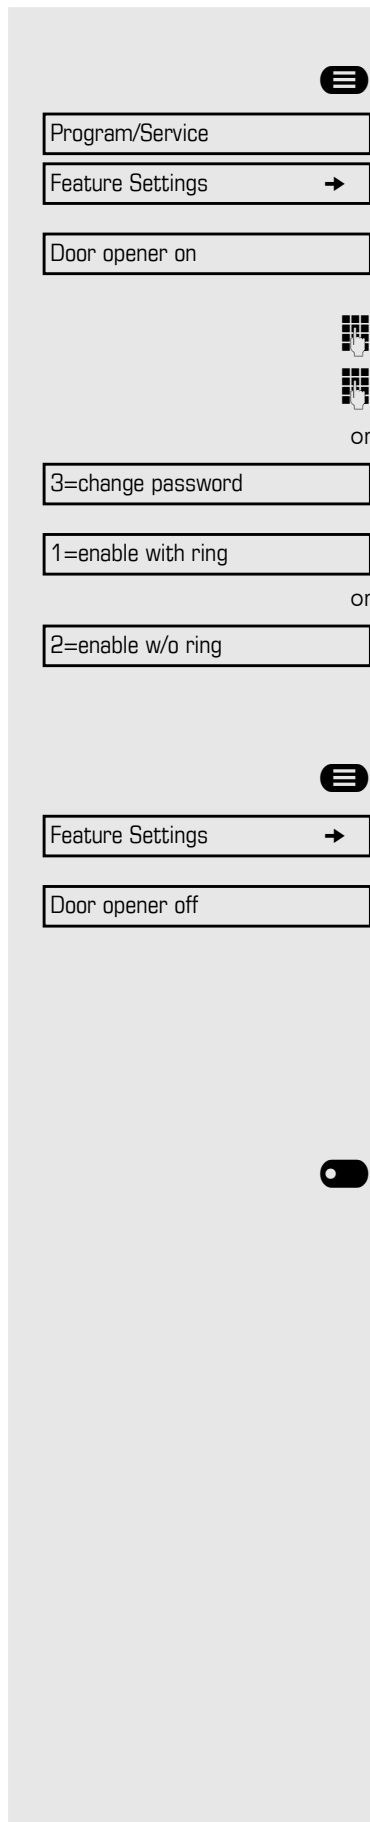 Program/Service
Feature Settings →
Door opener on
or
3=change password
1=enable with ring
or
2=enable w/o ring
Feature Settings →
Door opener off